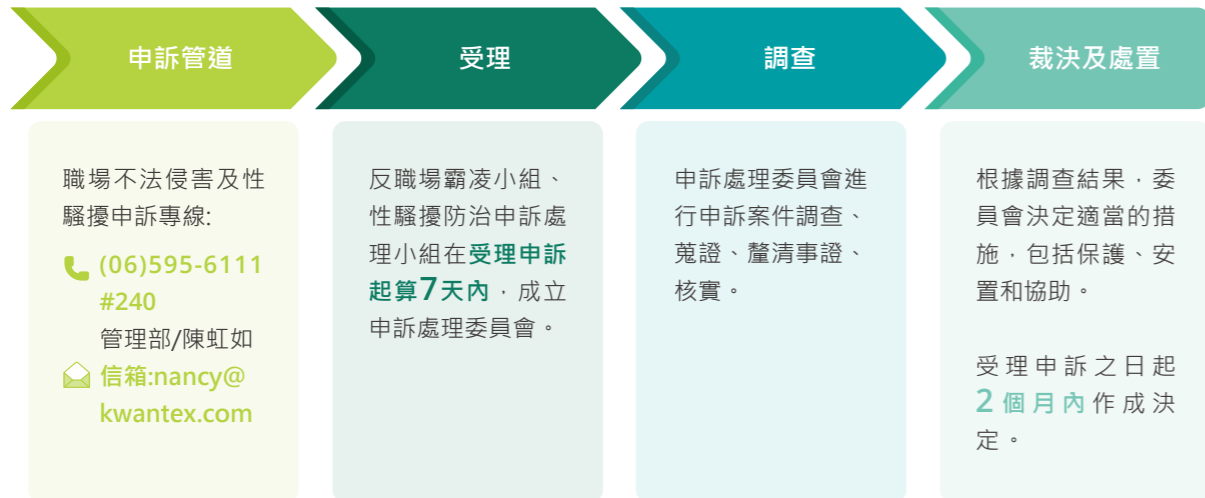 申訴管道
職場不法侵害及性
騷擾申訴專線:
(06)595-6111
#240
管理部/陳虹如
信箱:nancy@
kwantex.com
受理
反職場霸凌小組、
性騷擾防治申訴處
理小組在受理申訴
起算7天內，成立
申訴處理委員會。
調查
申訴處理委員會進
行申訴案件調查、
蒐證、釐清事證、
核實。
裁決及處置
根據調查結果，委
員會決定適當的措
施，包括保護、安
置和協助。
受理申訴之日起
2個月內作成決
定。